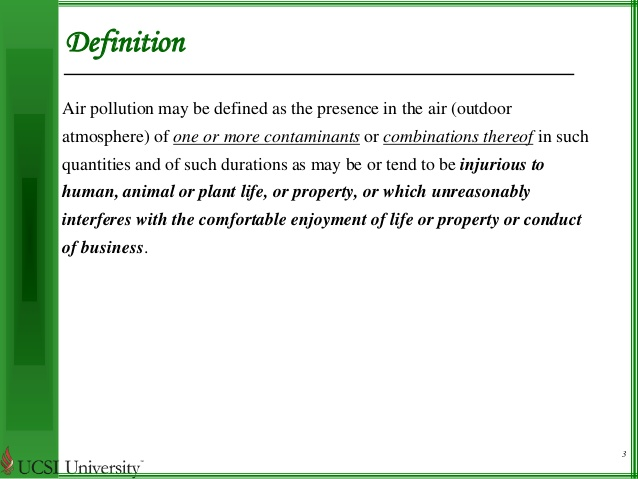 Definition
Air pollution may be defined as the presence in the air (outdoor
atmosphere) of one or more contaminants or combinations thereof in such
quantities and of such durations as may be or tend to be injurious to
human, animal or plant life, or property, or which unreasonably
interferes with the comfortable enjoyment of life or property or conduct
of business.
3
UCSI University™